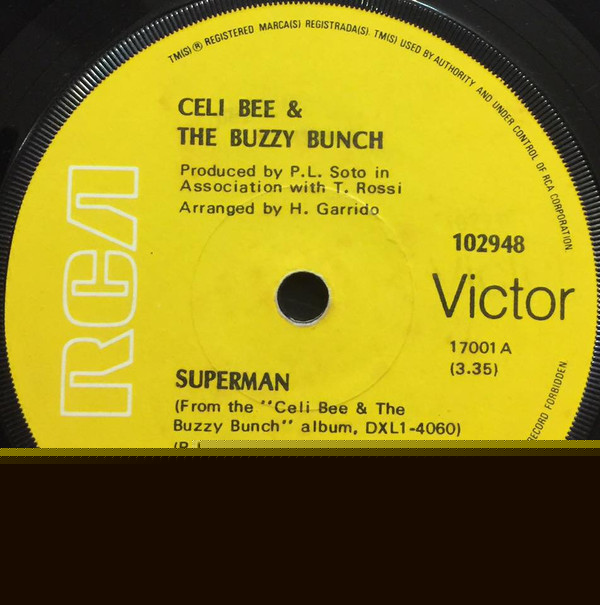 TM(S) ® REGISTERED MARCA(S) REGISTRADA(S). TM(S) USED BY AUTHORITY AND UNDER CONTROL OF RCA CORPORATION.
CELI BEE &
THE BUZZY BUNCH
Produced by P.L. Soto in
Association with T. Rossi
Arranged by H. Garrido
RCA
102948
Victor
17001 A
(3.35)
SUPERMAN
(From the "Celi Bee & The
Buzzy Bunch" album, DXL1-4060)
RECORD FORBIDDEN